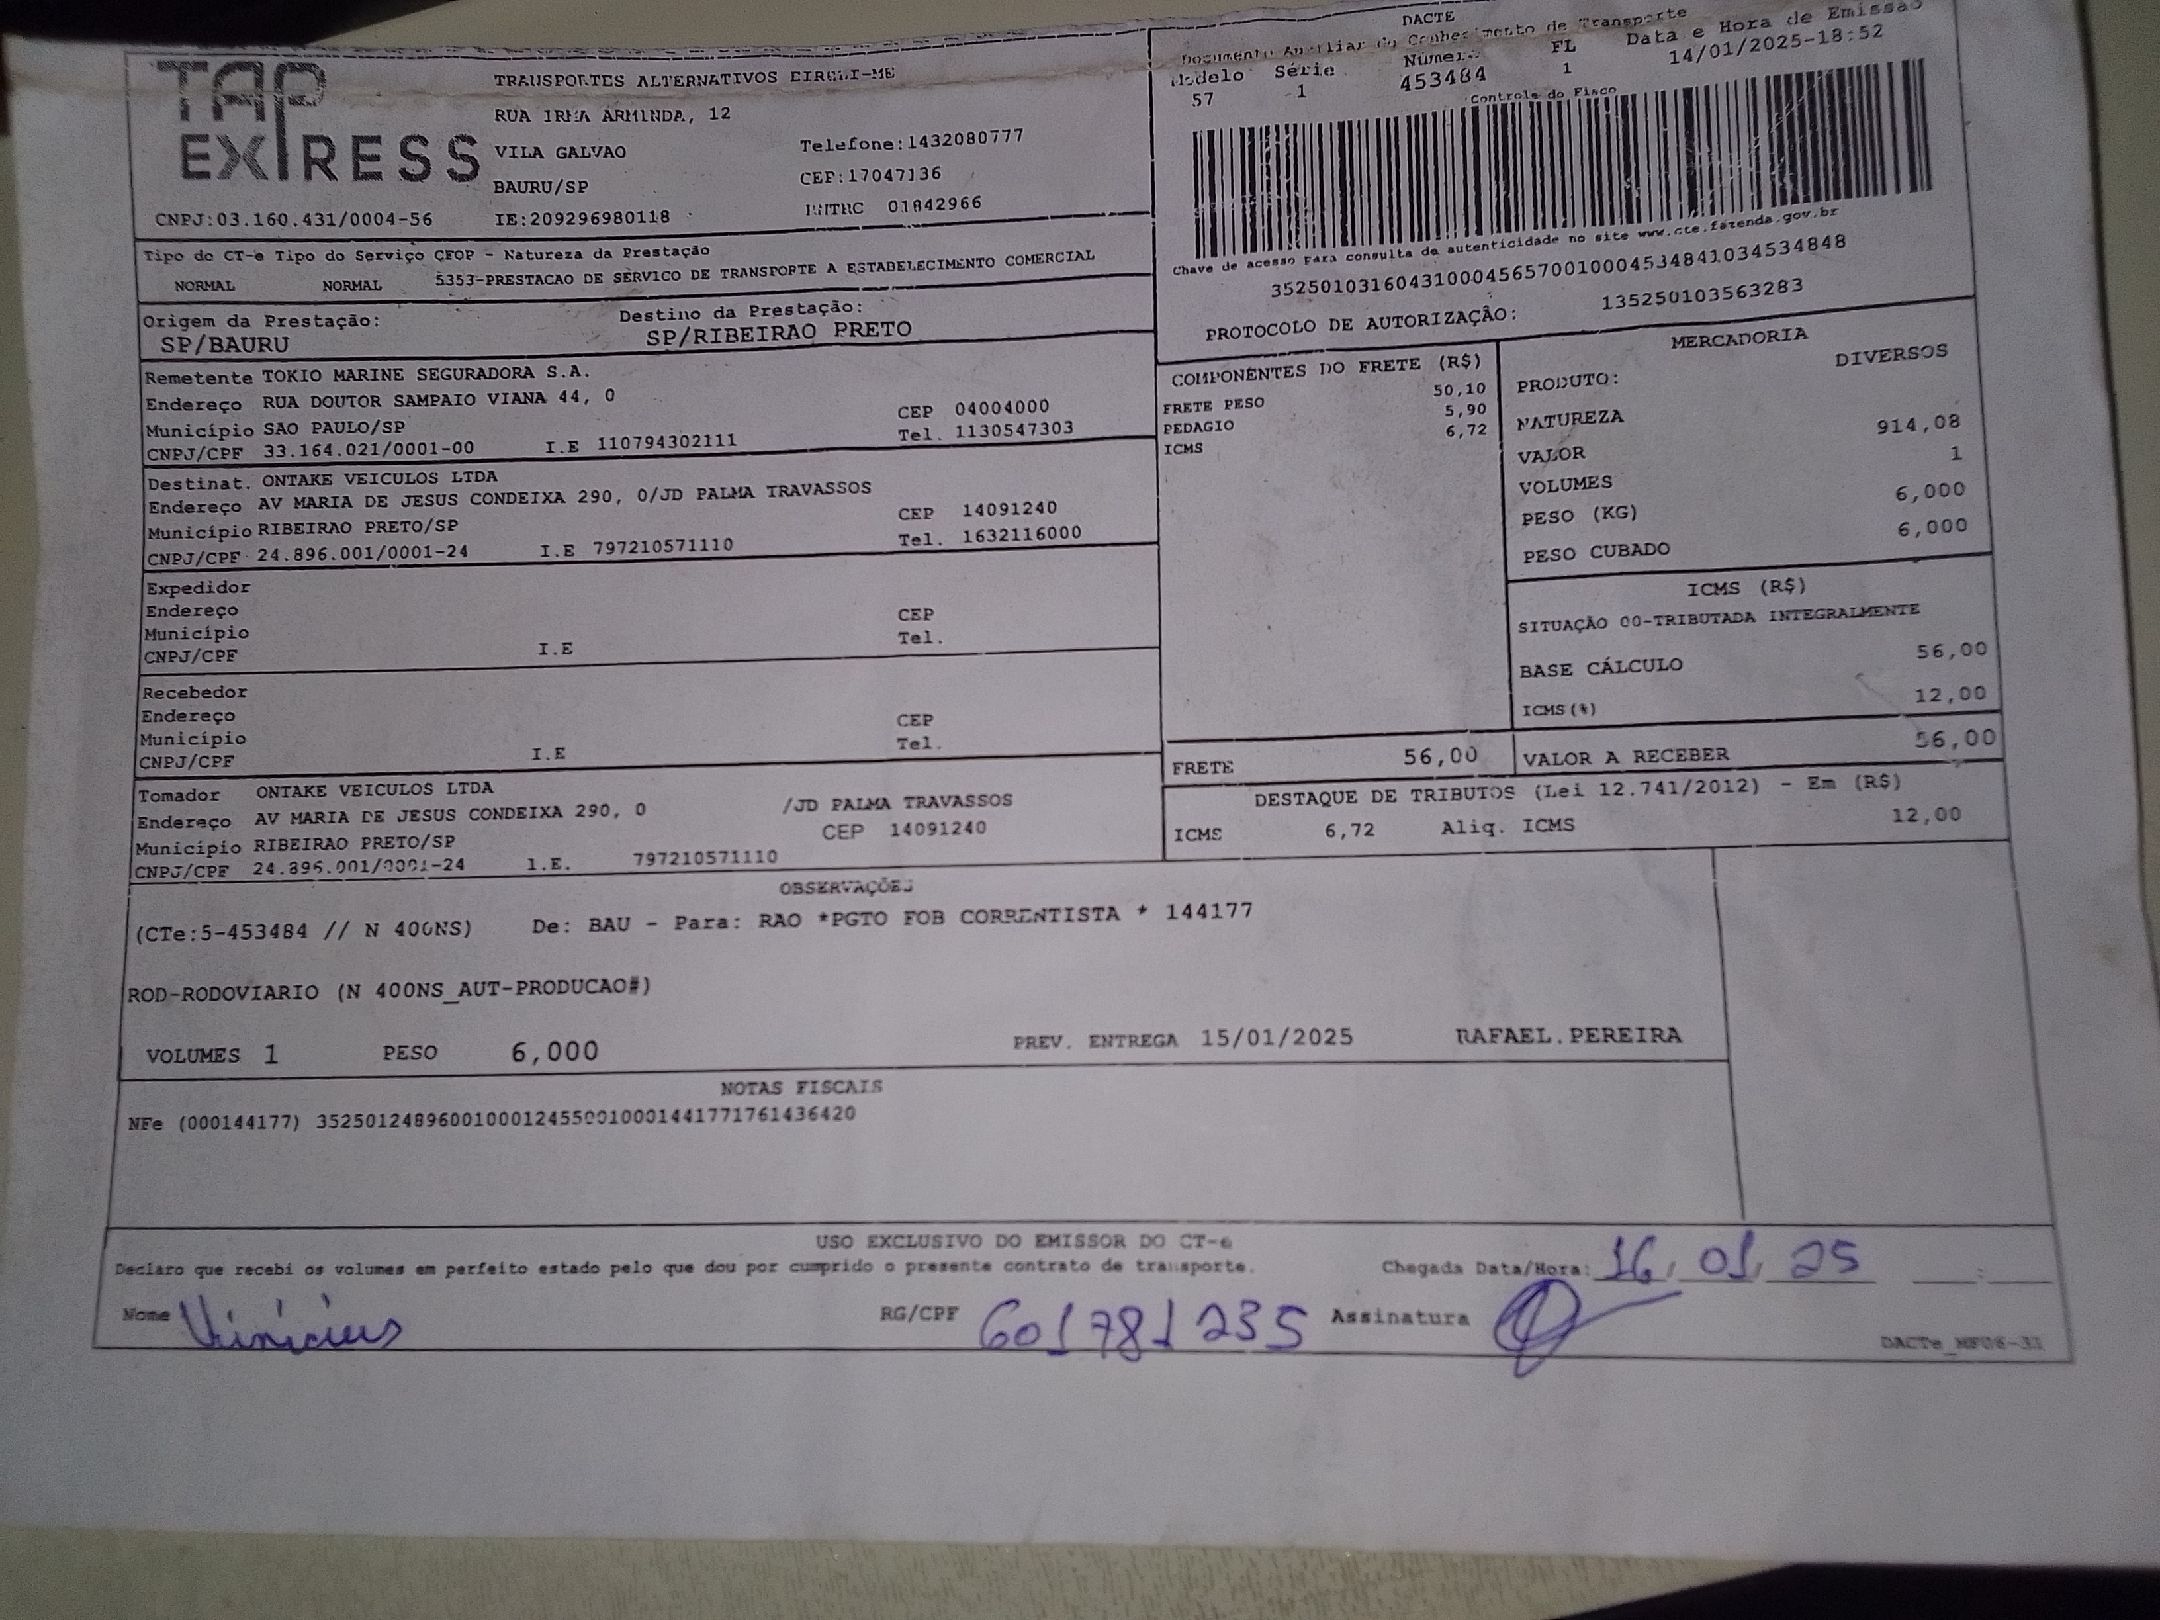 TAP
EXPRESS
CNPJ:03.160.431/0004-56
TRANSPORTES ALTERNATIVOS EIRELI-ME
RUA IRMA ARMINDA, 12
VILA GALVAO
Telefone:1432080777
BAURU/SP
CEP:17047136
IE:209296980118
RNTRC 01842966
DACTE
Documento Auxiliar do Conhecimento de Transporte
Modelo Série Número FL Data e Hora de Emissão
57 1 453484 1 14/01/2025-18:52
Controle do Fisco
Chave de acesso para consulta de autenticidade no site www.cte.fazenda.gov.br
35250103160431000456570010004534841034534848
PROTOCOLO DE AUTORIZAÇÃO: 135250103563283
Tipo do CT-e Tipo do Serviço CFOP - Natureza da Prestação
NORMAL NORMAL 5353-PRESTACAO DE SERVICO DE TRANSPORTE A ESTABELECIMENTO COMERCIAL
Origem da Prestação: Destino da Prestação:
SP/BAURU SP/RIBEIRAO PRETO
Remetente TOKIO MARINE SEGURADORA S.A.
Endereço RUA DOUTOR SAMPAIO VIANA 44, 0 CEP 04004000
Município SAO PAULO/SP Tel. 1130547303
CNPJ/CPF 33.164.021/0001-00 I.E 110794302111
Destinat. ONTAKE VEICULOS LTDA
Endereço AV MARIA DE JESUS CONDEIXA 290, 0/JD PALMA TRAVASSOS
Município RIBEIRAO PRETO/SP CEP 14091240
CNPJ/CPF 24.896.001/0001-24 I.E 797210571110 Tel. 1632116000
Expedidor
Endereço CEP
Município Tel.
CNPJ/CPF I.E
Recebedor
Endereço CEP
Município Tel.
CNPJ/CPF I.E
Tomador ONTAKE VEICULOS LTDA
Endereço AV MARIA DE JESUS CONDEIXA 290, 0 /JD PALMA TRAVASSOS
Município RIBEIRAO PRETO/SP CEP 14091240
CNPJ/CPF 24.896.001/0001-24 I.E. 797210571110
COMPONENTES DO FRETE (R$)
FRETE PESO 50,10
PEDAGIO 5,90
ICMS 6,72
MERCADORIA
PRODUTO: DIVERSOS
NATUREZA
VALOR 914,08
VOLUMES 1
PESO (KG) 6,000
PESO CUBADO 6,000
ICMS (R$)
SITUAÇÃO 00-TRIBUTADA INTEGRALMENTE
BASE CÁLCULO 56,00
ICMS(%) 12,00
FRETE 56,00 VALOR A RECEBER 56,00
DESTAQUE DE TRIBUTOS (Lei 12.741/2012) - Em (R$)
ICMS 6,72 Aliq. ICMS 12,00
OBSERVAÇÕES
(CTe:5-453484 // N 400NS) De: BAU - Para: RAO *PGTO FOB CORRENTISTA * 144177
ROD-RODOVIARIO (N 400NS_AUT-PRODUCAO#)
VOLUMES 1 PESO 6,000 PREV. ENTREGA 15/01/2025 RAFAEL.PEREIRA
NOTAS FISCAIS
NFe (000144177) 35250124896001000124550010001441771761436420
USO EXCLUSIVO DO EMISSOR DO CT-e
Declaro que recebi os volumes em perfeito estado pelo que dou por cumprido o presente contrato de transporte. Chegada Data/Hora: 16/01/25 __:__
Nome Vinicius RG/CPF 601781235 Assinatura